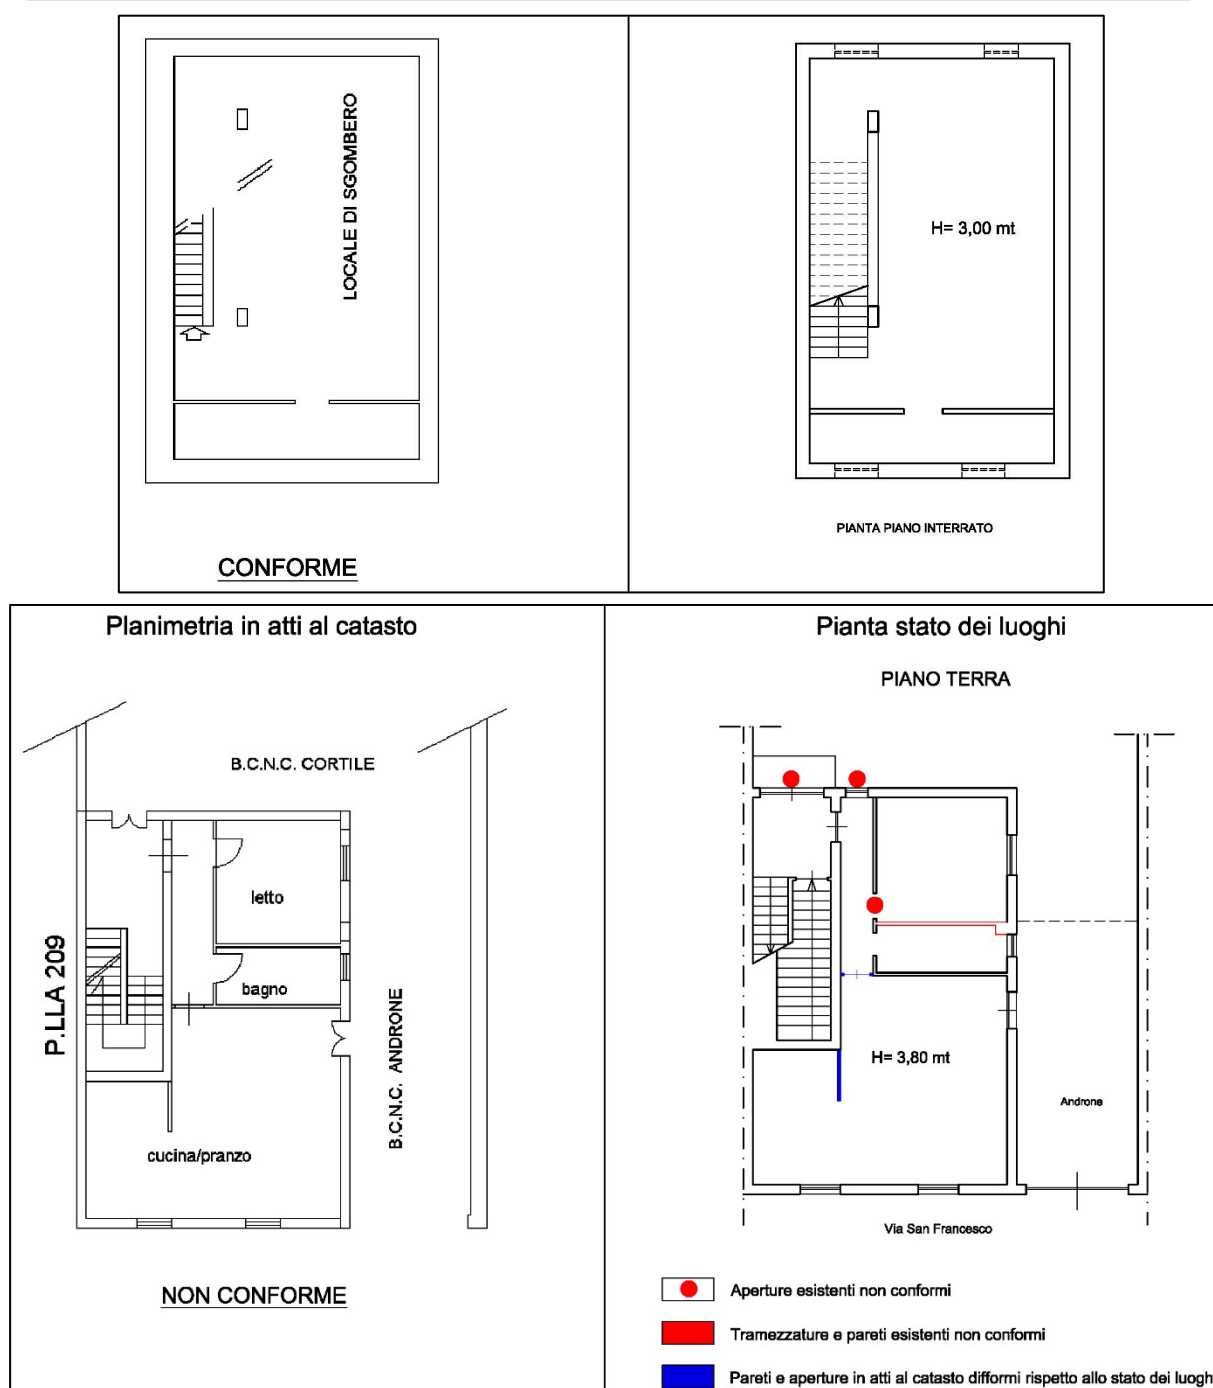 LOCALE DI SGOMBERO
CONFORME
H= 3,00 mt
PIANTA PIANO INTERRATO
Planimetria in atti al catasto
B.C.N.C. CORTILE
letto
bagno
P.LLA 209
B.C.N.C. ANDRONE
cucina/pranzo
NON CONFORME
Pianta stato dei luoghi
PIANO TERRA
H= 3,80 mt
Androne
Via San Francesco
Aperture esistenti non conformi
Tramezzature e pareti esistenti non conformi
Pareti e aperture in atti al catasto difformi rispetto allo stato dei luogh